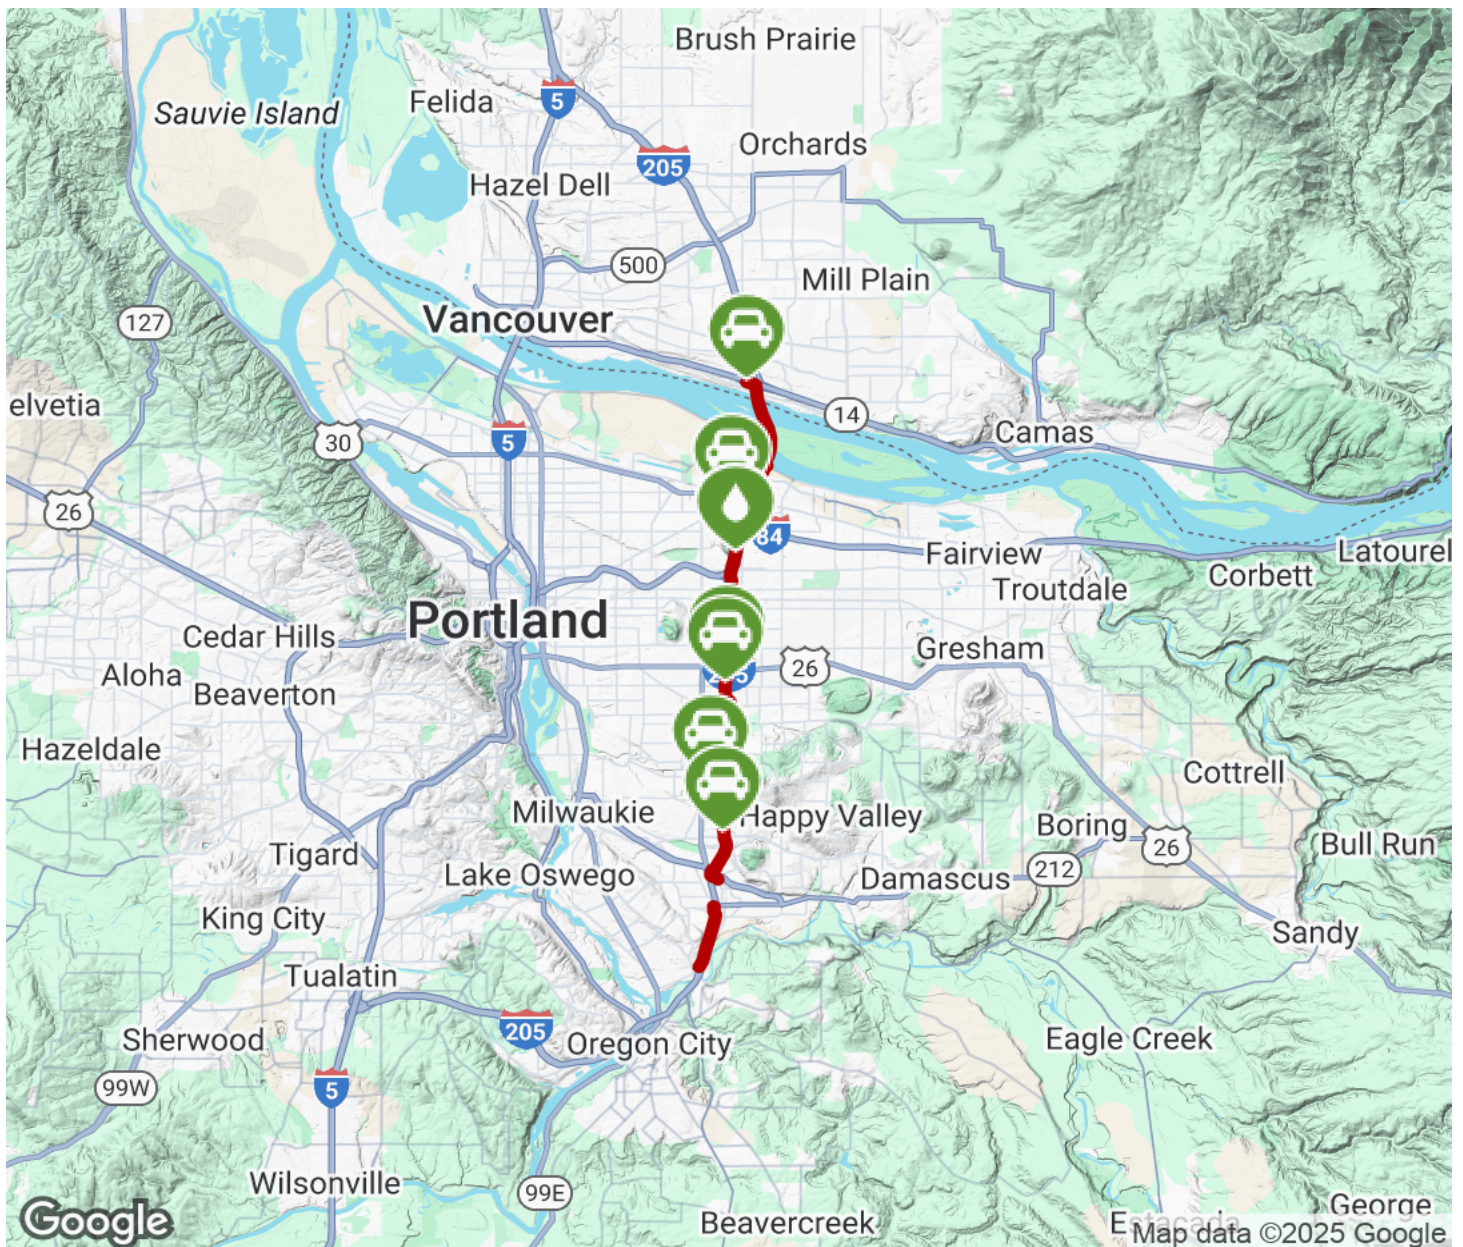 Brush Prairie
5
Felida
Sauvie Island
Orchards
205
Hazel Dell
500
Mill Plain
127
Vancouver
elvetia
14
30
5
Camas
26
84
Fairview
Latourel
Corbett
Troutdale
Portland
Cedar Hills
Gresham
26
Aloha
Beaverton
Hazeldale
Cottrell
Milwaukie
Happy Valley
Boring
26
Bull Run
Tigard
Lake Oswego
Damascus
212
King City
Sandy
Tualatin
205
Sherwood
Oregon City
Eagle Creek
99W
5
Wilsonville
99E
George
Google
Beavercreek
Estacada
Map data ©2025 Google